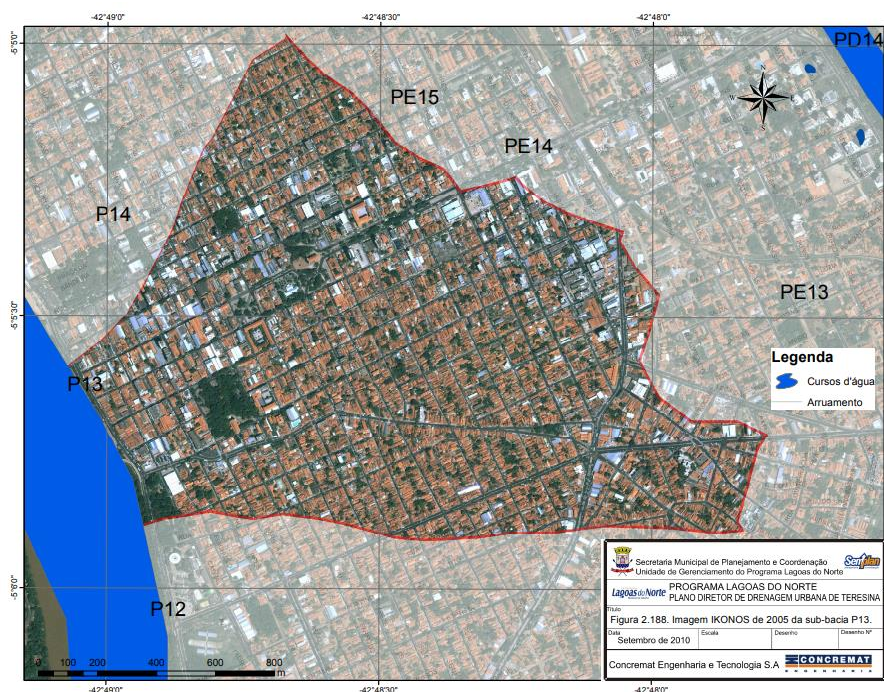 -42°49'0"
-42°48'30"
-42°48'0"
-5°5'0"
PD14
PE15
N
W
E
S
PE14
P14
PE13
-5°5'30"
Legenda
P13
Cursos d'água
Arruamento
Secretaria Municipal de Planejamento e Coordenação
Unidade de Gerenciamento do Programa Lagoas do Norte
Semplan
-5°6'0"
Lagoas do Norte
PROGRAMA LAGOAS DO NORTE
PLANO DIRETOR DE DRENAGEM URBANA DE TERESINA
P12
Título
Figura 2.188. Imagem IKONOS de 2005 da sub-bacia P13.
Data
Escala
Desenho
Desenho Nº
Setembro de 2010
Concremat Engenharia e Tecnologia S.A
CONCREMAT
ENGENHARIA
0 100 200 400 600 800
m
-42°49'0"
-42°48'30"
-42°48'0"